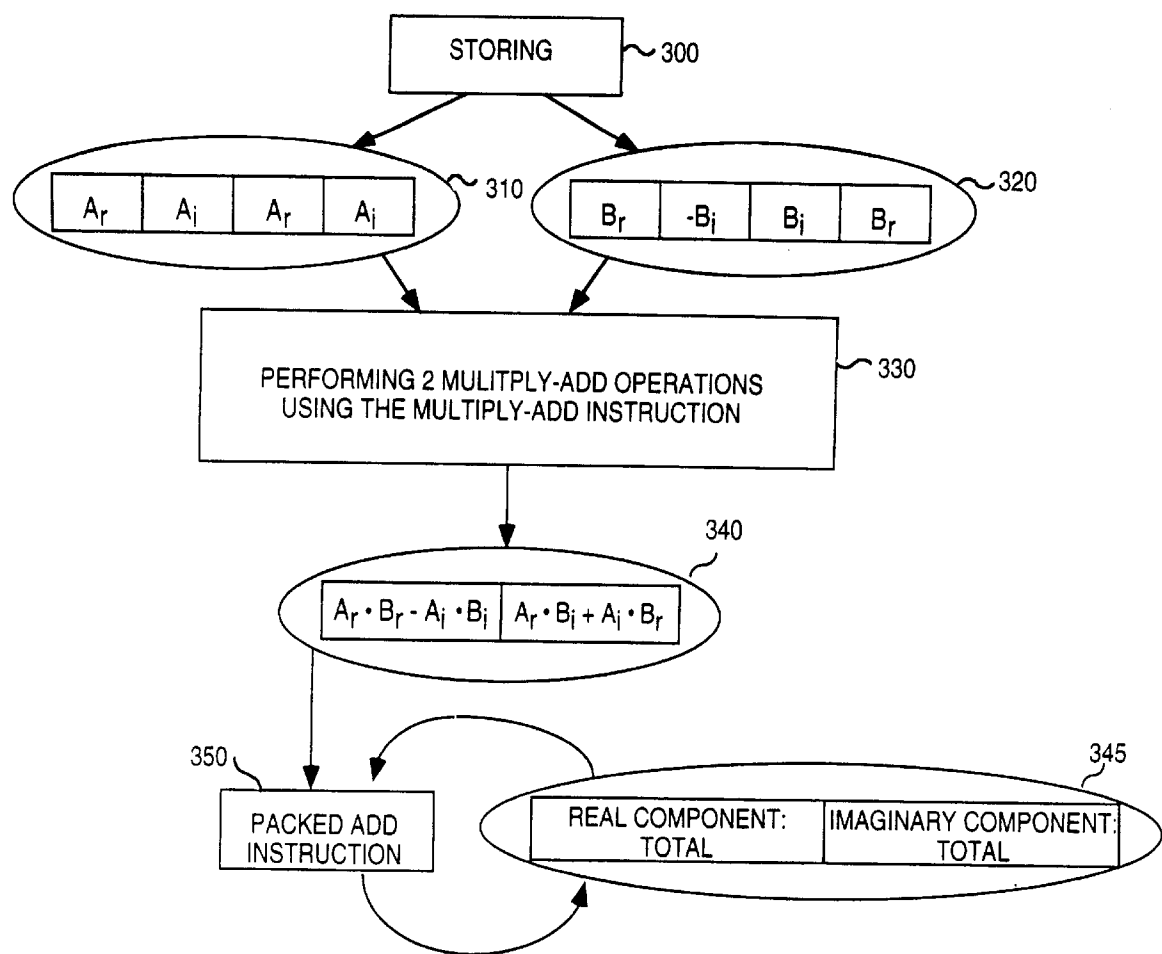 STORING
300
310
A_r A_i A_r A_i
320
B_r -B_i B_i B_r
PERFORMING 2 MULITPLY-ADD OPERATIONS
USING THE MULTIPLY-ADD INSTRUCTION
330
340
A_r • B_r - A_i • B_i A_r • B_i + A_i • B_r
350
PACKED ADD
INSTRUCTION
345
REAL COMPONENT:
TOTAL
IMAGINARY COMPONENT:
TOTAL